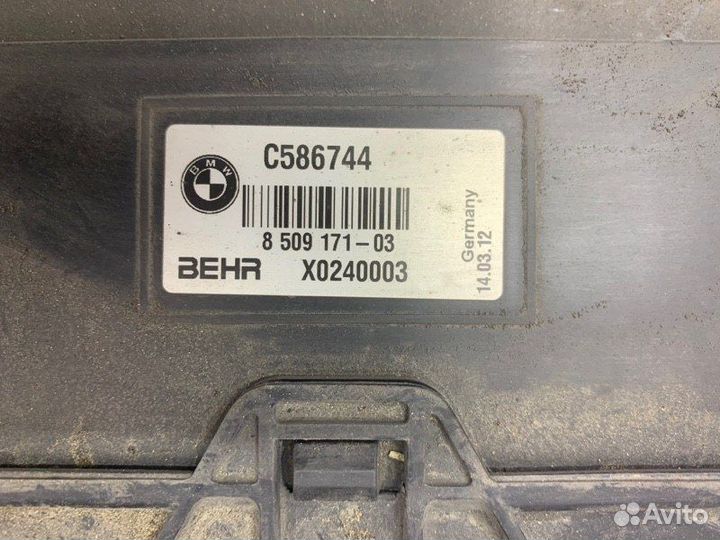 C586744
BMW
8 509 171-03
BEHR X0240003
Germany
14.03.12
Avito